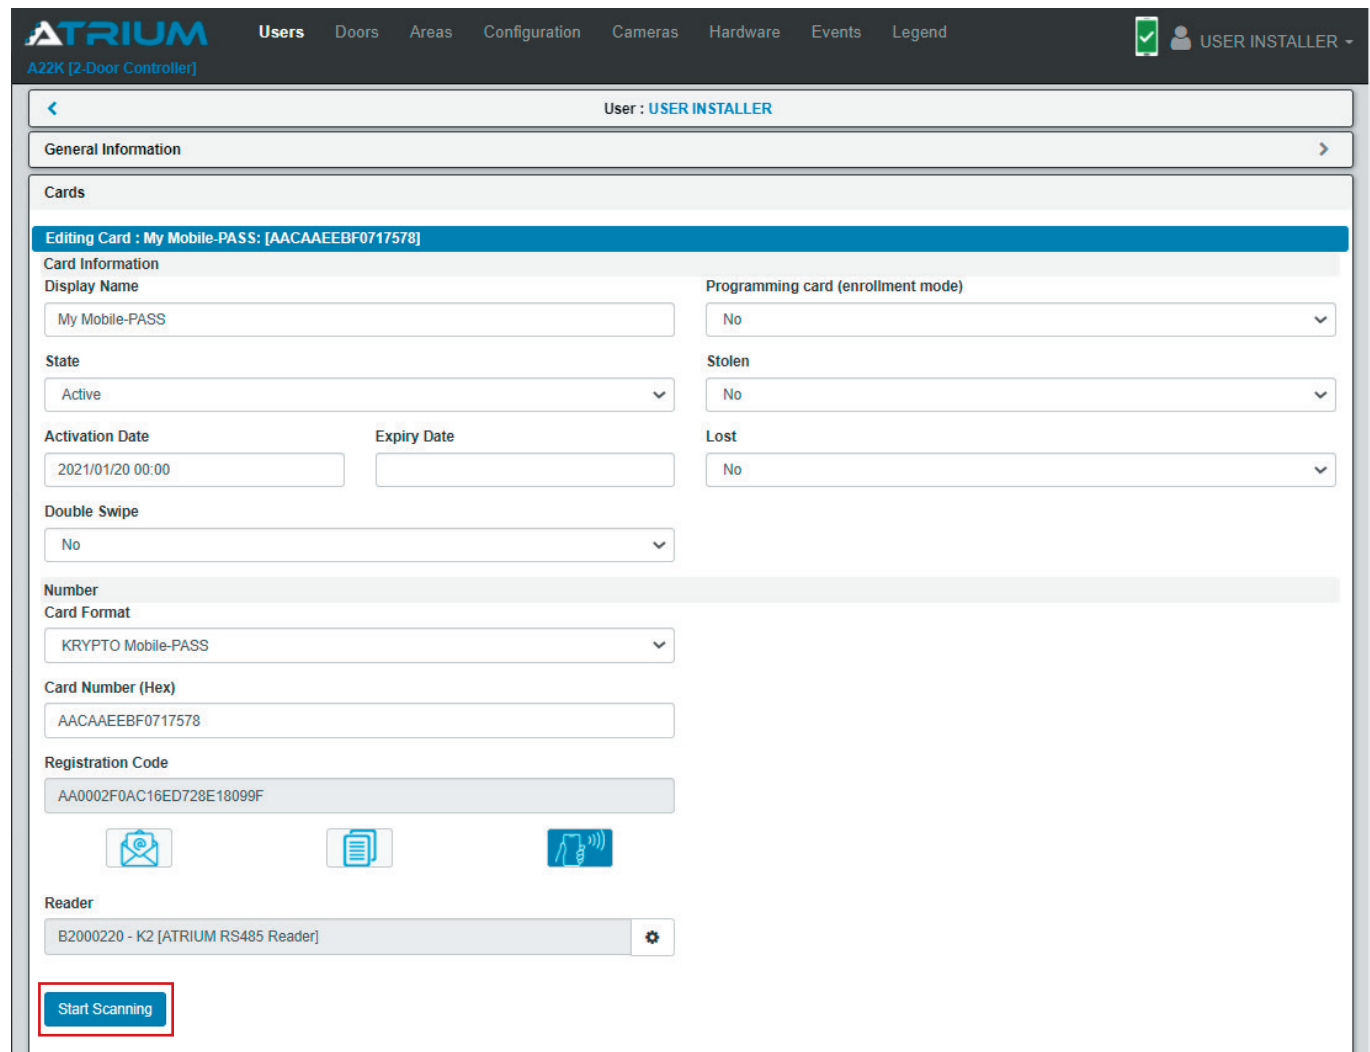 ATRIUM
Users Doors Areas Configuration Cameras Hardware Events Legend
USER INSTALLER
A22K [2-Door Controller]
User : USER INSTALLER
General Information
Cards
Editing Card : My Mobile-PASS: [AACAAEEBF0717578]
Card Information
Display Name Programming card (enrollment mode)
My Mobile-PASS No
State Stolen
Active No
Activation Date Expiry Date Lost
2021/01/20 00:00 No
Double Swipe
No
Number
Card Format
KRYPTO Mobile-PASS
Card Number (Hex)
AACAAEEBF0717578
Registration Code
AA0002F0AC16ED728E18099F
@
Reader
B2000220 - K2 [ATRIUM RS485 Reader]
Start Scanning